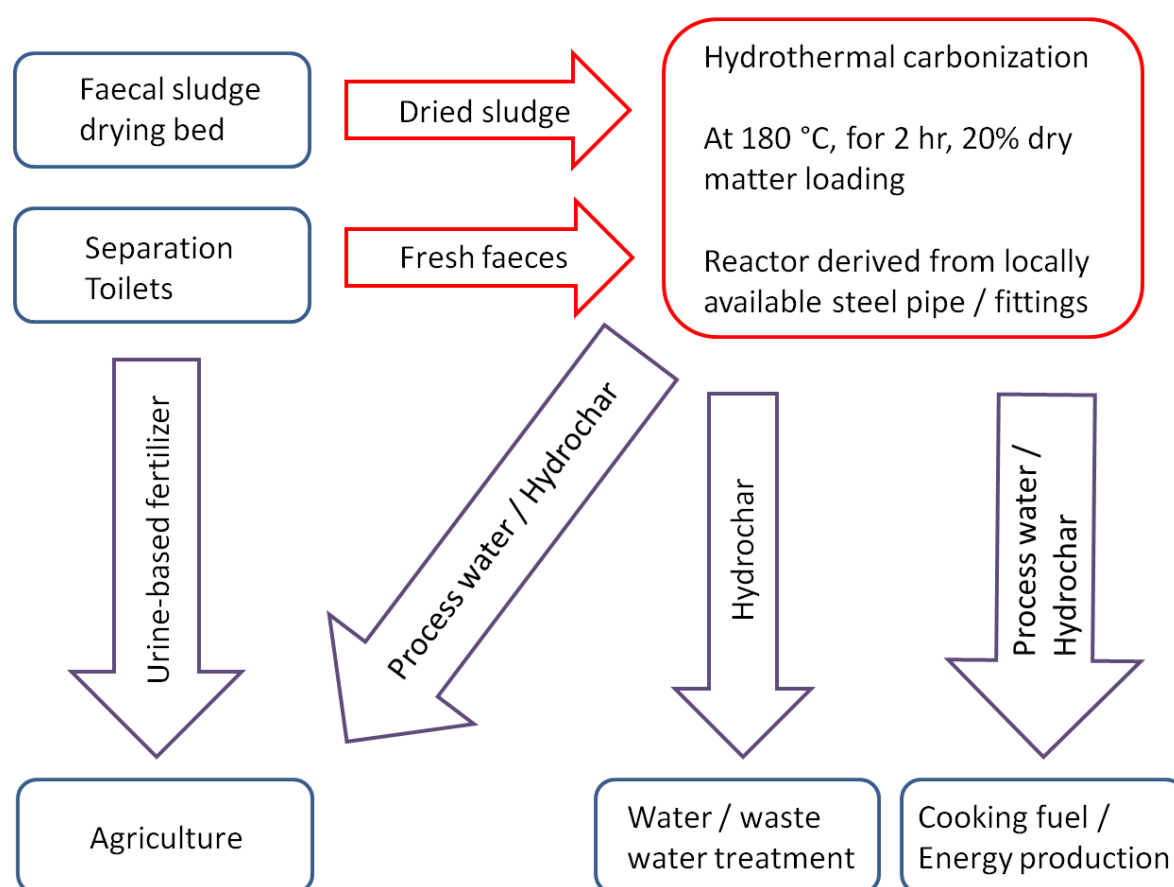 Faecal sludge
drying bed
Dried sludge
Hydrothermal carbonization
At 180 °C, for 2 hr, 20% dry
matter loading
Reactor derived from locally
available steel pipe / fittings
Separation
Toilets
Fresh faeces
Urine-based fertilizer
Process water / Hydrochar
Hydrochar
Process water /
Hydrochar
Agriculture
Water / waste
water treatment
Cooking fuel /
Energy production